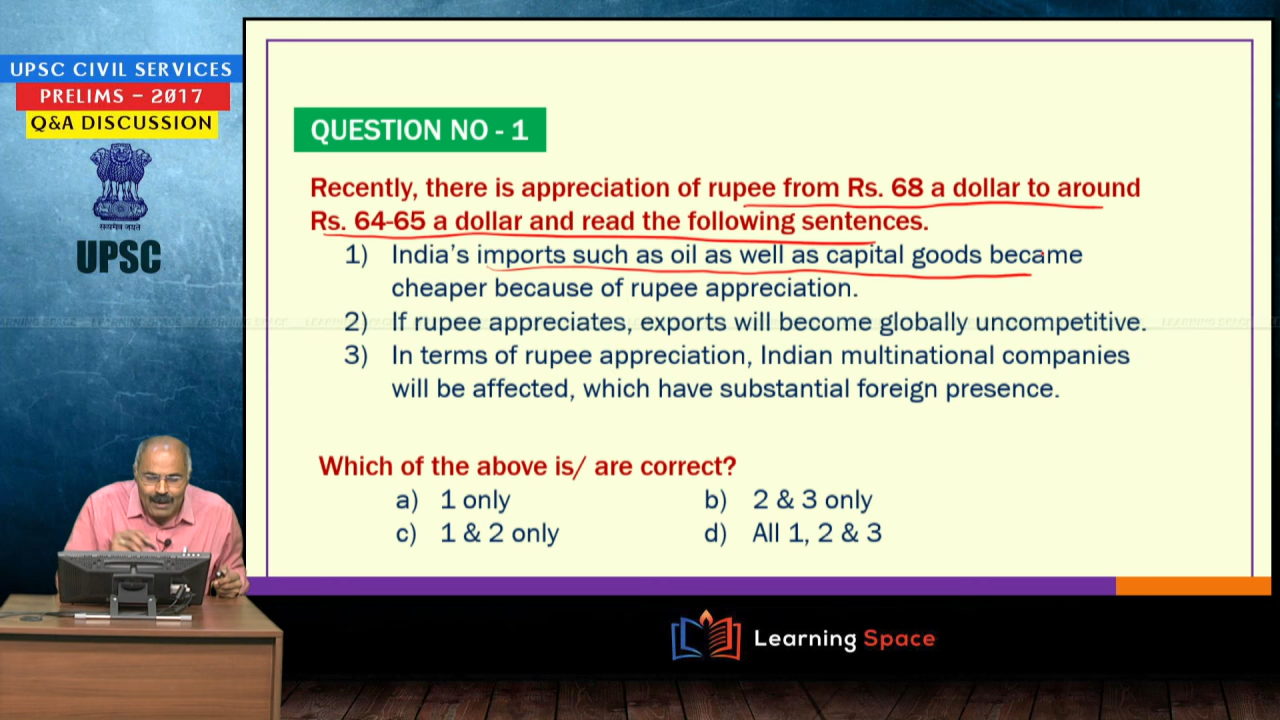 UPSC CIVIL SERVICES
PRELIMS – 2017
Q&A DISCUSSION
सत्यमेव जयते
UPSC
QUESTION NO - 1
Recently, there is appreciation of rupee from Rs. 68 a dollar to around
Rs. 64-65 a dollar and read the following sentences.
1) India's imports such as oil as well as capital goods became
cheaper because of rupee appreciation.
2) If rupee appreciates, exports will become globally uncompetitive.
3) In terms of rupee appreciation, Indian multinational companies
will be affected, which have substantial foreign presence.
Which of the above is/ are correct?
a) 1 only b) 2 & 3 only
c) 1 & 2 only d) All 1, 2 & 3
Learning Space